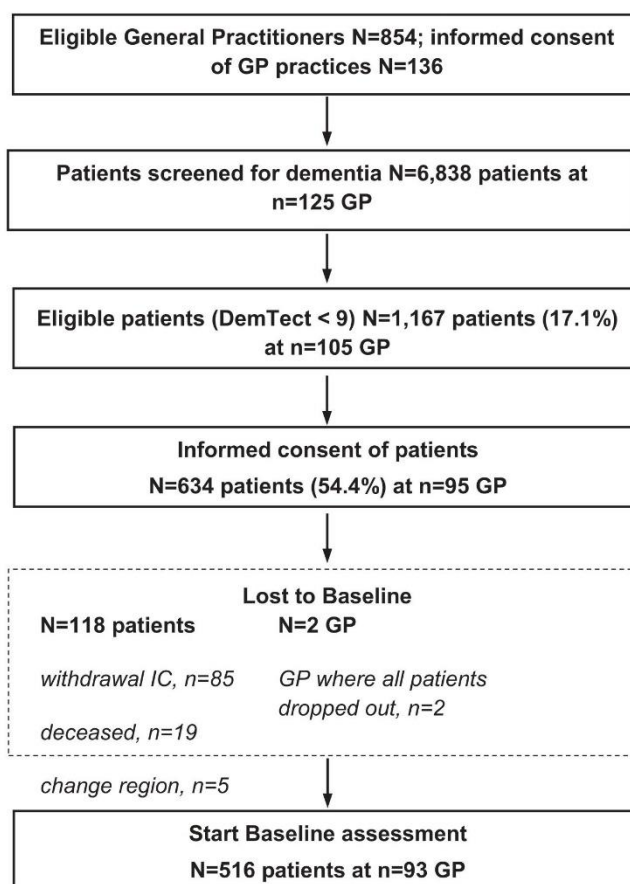 Eligible General Practitioners N=854; informed consent
of GP practices N=136
Patients screened for dementia N=6,838 patients at
n=125 GP
Eligible patients (DemTect < 9) N=1,167 patients (17.1%)
at n=105 GP
Informed consent of patients
N=634 patients (54.4%) at n=95 GP
Lost to Baseline
N=118 patients
withdrawal IC, n=85
deceased, n=19
change region, n=5
N=2 GP
GP where all patients
dropped out, n=2
Start Baseline assessment
N=516 patients at n=93 GP